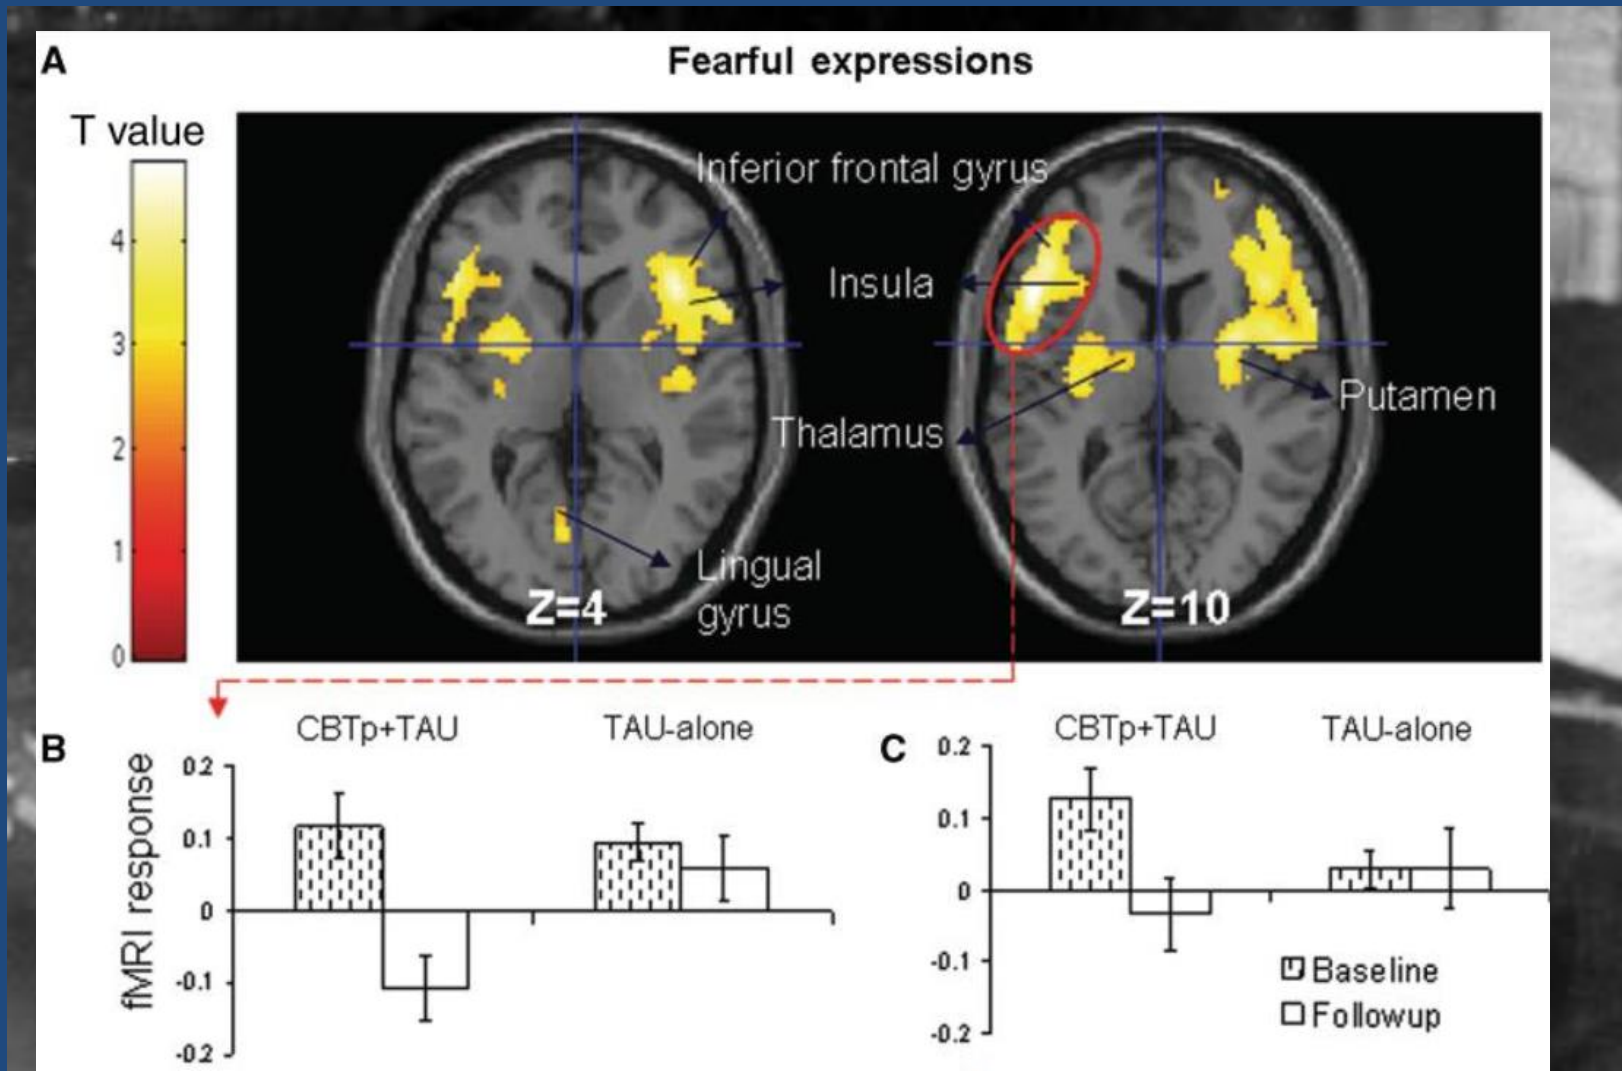 A
Fearful expressions
T value
4
3
2
1
0
Inferior frontal gyrus
Insula
Thalamus
Putamen
Lingual
gyrus
Z=4
Z=10
B
CBTp+TAU
TAU-alone
fMRI response
0.2
0.1
0
-0.1
-0.2
C
CBTp+TAU
TAU-alone
0.2
0.1
0
-0.1
-0.2
Baseline
Followup